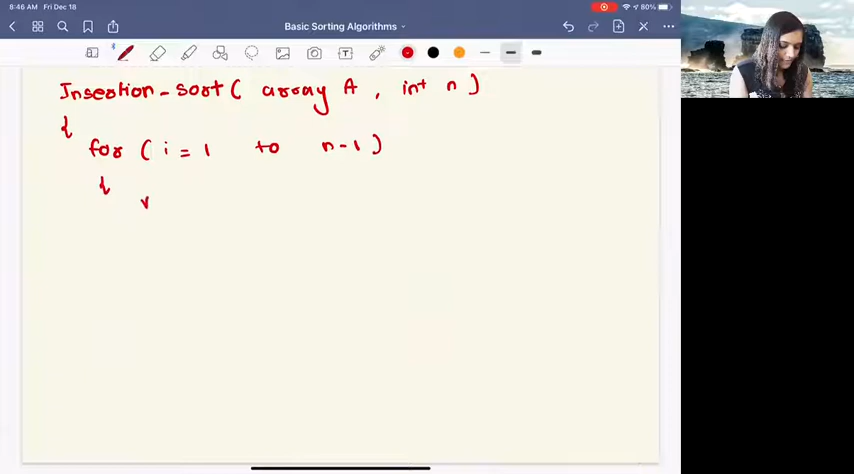 8:46 AM Fri Dec 18
80%
Basic Sorting Algorithms
T
Insertion-sort( array A, int n)
{
for ( i = 1 to n-1)
{
v